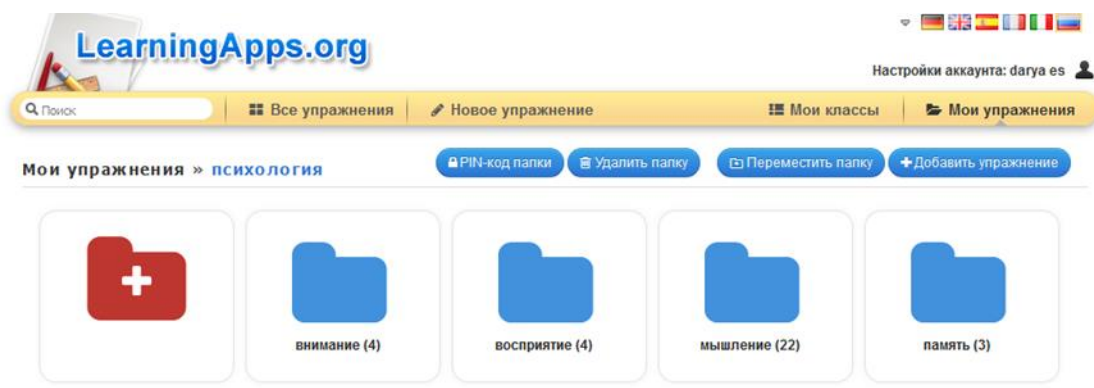 LearningApps.org
Настройки аккаунта: darya es
Поиск
Все упражнения
Новое упражнение
Мои классы
Мои упражнения
Мои упражнения » психология
PIN-код папки
Удалить папку
Переместить папку
Добавить упражнение
внимание (4)
восприятие (4)
мышление (22)
память (3)